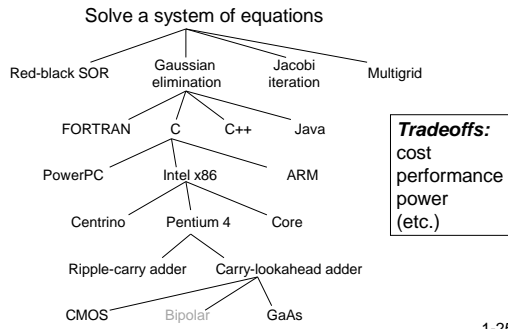 Solve a system of equations
Red-black SOR Gaussian elimination Jacobi iteration Multigrid
FORTRAN C C++ Java
Tradeoffs:
cost
performance
power
(etc.)
PowerPC Intel x86 ARM
Centrino Pentium 4 Core
Ripple-carry adder Carry-lookahead adder
CMOS Bipolar GaAs